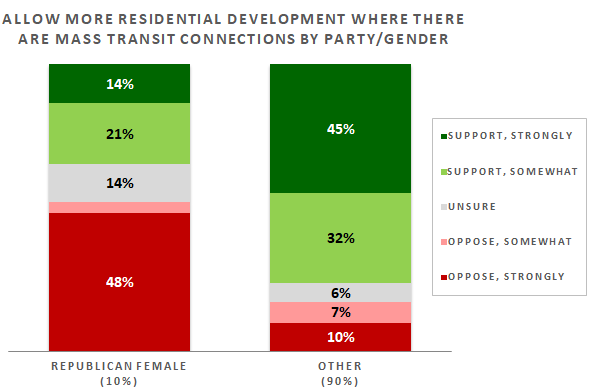 ALLOW MORE RESIDENTIAL DEVELOPMENT WHERE THERE
ARE MASS TRANSIT CONNECTIONS BY PARTY/GENDER
14%
21%
14%
48%
45%
32%
6%
7%
10%
SUPPORT, STRONGLY
SUPPORT, SOMEWHAT
UNSURE
OPPOSE, SOMEWHAT
OPPOSE, STRONGLY
REPUBLICAN FEMALE
(10%)
OTHER
(90%)